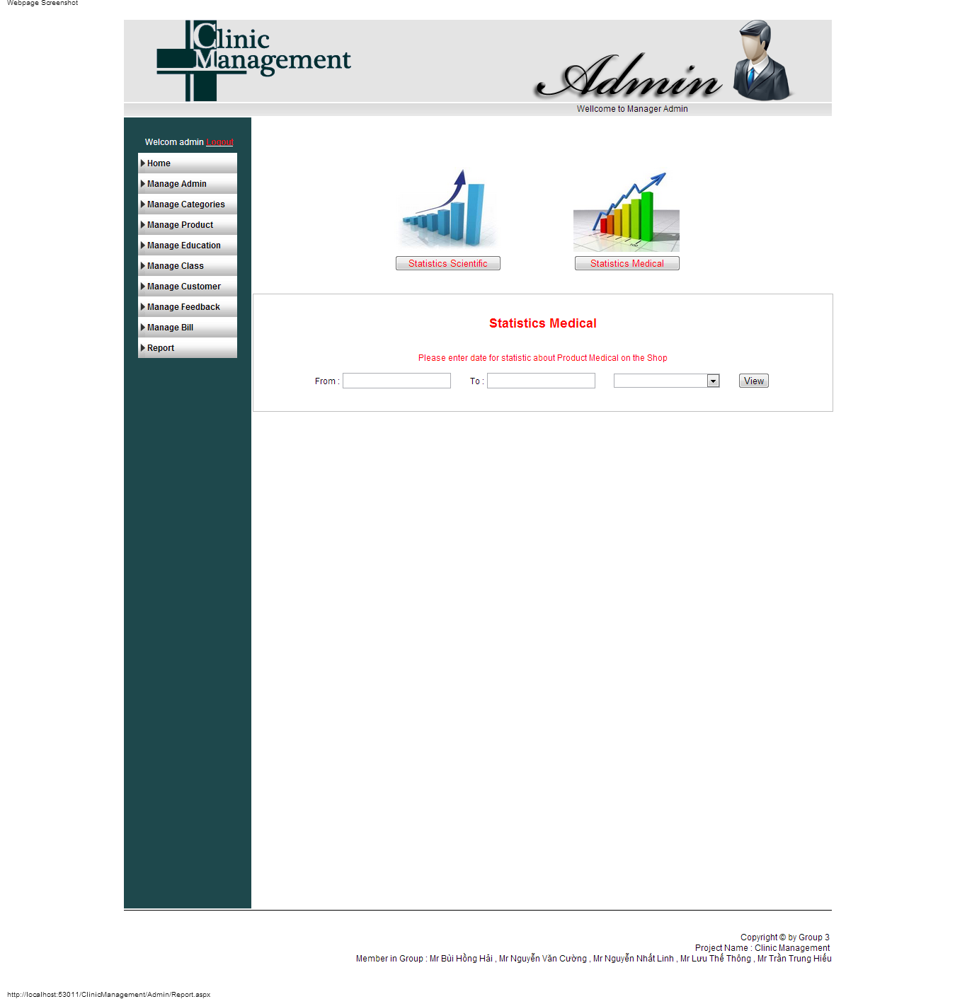 Webpage Screenshot
Clinic
Management
Admin
Wellcome to Manager Admin
Welcom admin Logout
Home
Manage Admin
Manage Categories
Manage Product
Manage Education
Manage Class
Manage Customer
Manage Feedback
Manage Bill
Report
Statistics Scientific
Statistics Medical
Statistics Medical
Please enter date for statistic about Product Medical on the Shop
From :
To :
View
Copyright © by Group 3
Project Name : Clinic Management
Member in Group : Mr Bùi Hồng Hải , Mr Nguyễn Văn Cường , Mr Nguyễn Nhất Linh , Mr Lưu Thế Thông , Mr Trần Trung Hiếu
http://localhost:53011/ClinicManagement/Admin/Report.aspx